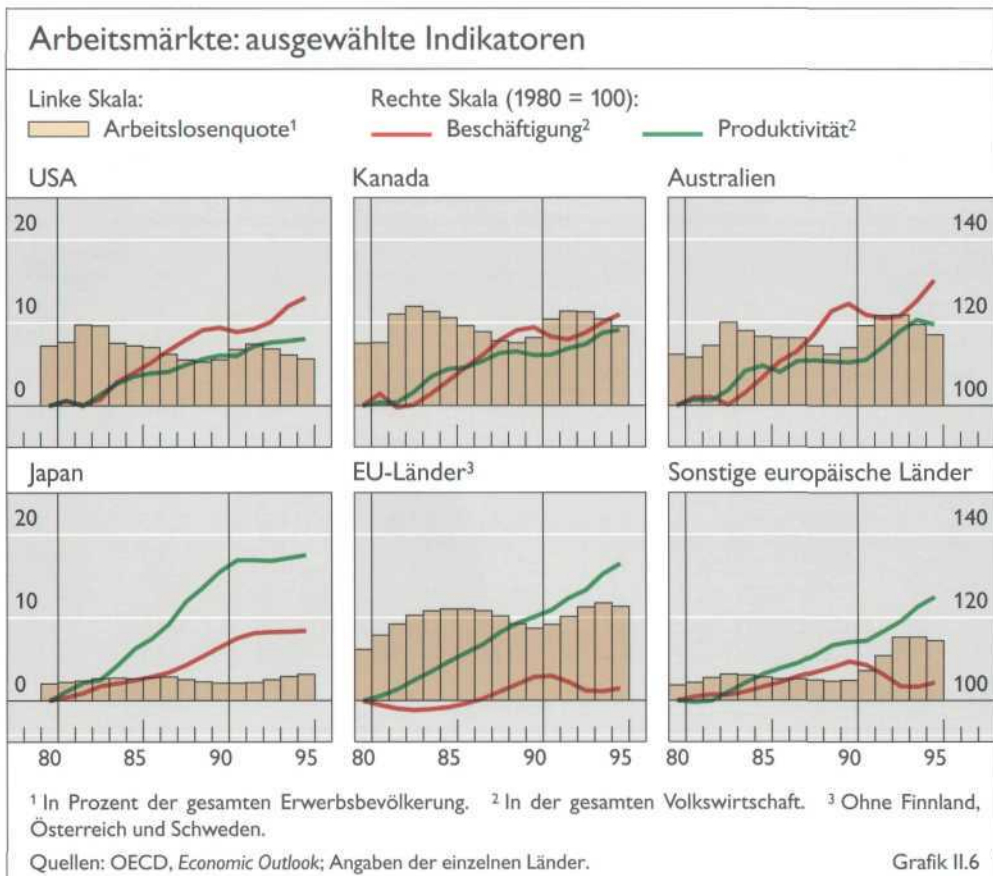 Arbeitsmärkte: ausgewählte Indikatoren
Linke Skala:
Rechte Skala (1980 = 100):
Arbeitslosenquote¹
Beschäftigung²
Produktivität²
USA
Kanada
Australien
20
140
10
120
0
100
Japan
EU-Länder³
Sonstige europäische Länder
20
140
10
120
0
100
80 85 90 95
80 85 90 95
80 85 90 95
¹ In Prozent der gesamten Erwerbsbevölkerung. ² In der gesamten Volkswirtschaft. ³ Ohne Finnland,
Österreich und Schweden.
Quellen: OECD, Economic Outlook; Angaben der einzelnen Länder.
Grafik II.6